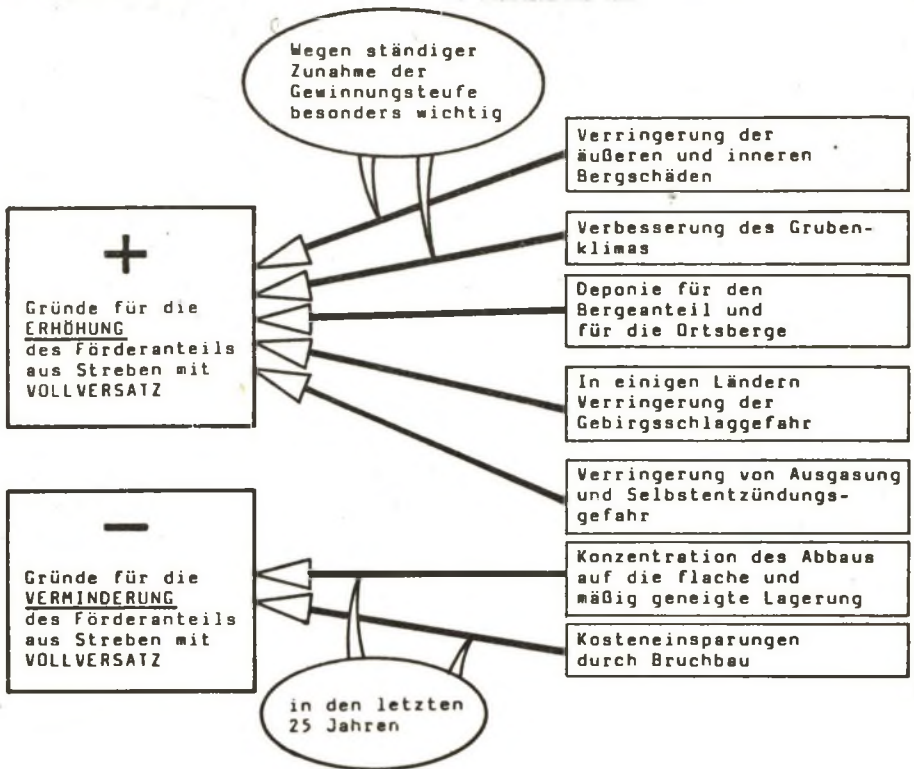 Wegen ständiger
Zunahme der
Gewinnungsteufe
besonders wichtig
+
Gründe für die
ERHÖHUNG
des Förderanteils
aus Streben mit
VOLLVERSATZ
Verringerung der
äußeren und inneren
Bergschäden
Verbesserung des Gruben-
klimas
Deponie für den
Bergeanteil und
für die Ortsberge
In einigen Ländern
Verringerung der
Gebirgsschlaggefahr
Verringerung von Ausgasung
und Selbstentzündungs-
gefahr
—
Gründe für die
VERMINDERUNG
des Förderanteils
aus Streben mit
VOLLVERSATZ
Konzentration des Abbaus
auf die flache und
mäßig geneigte Lagerung
Kosteneinsparungen
durch Bruchbau
in den letzten
25 Jahren